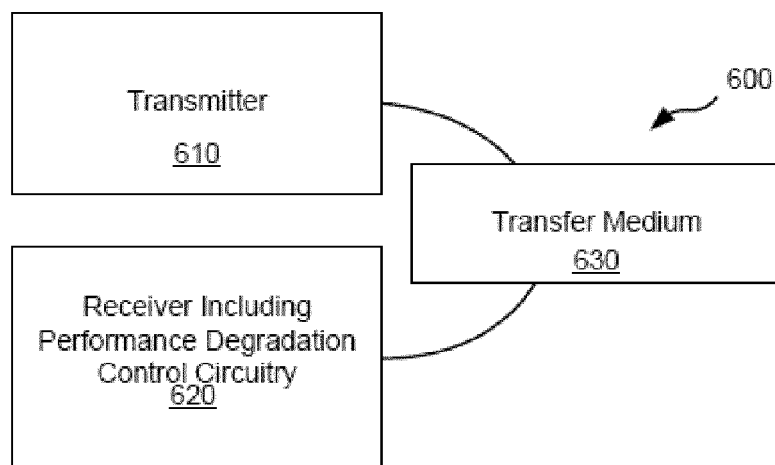 Transmitter
610
600
Transfer Medium
630
Receiver Including
Performance Degradation
Control Circuitry
620